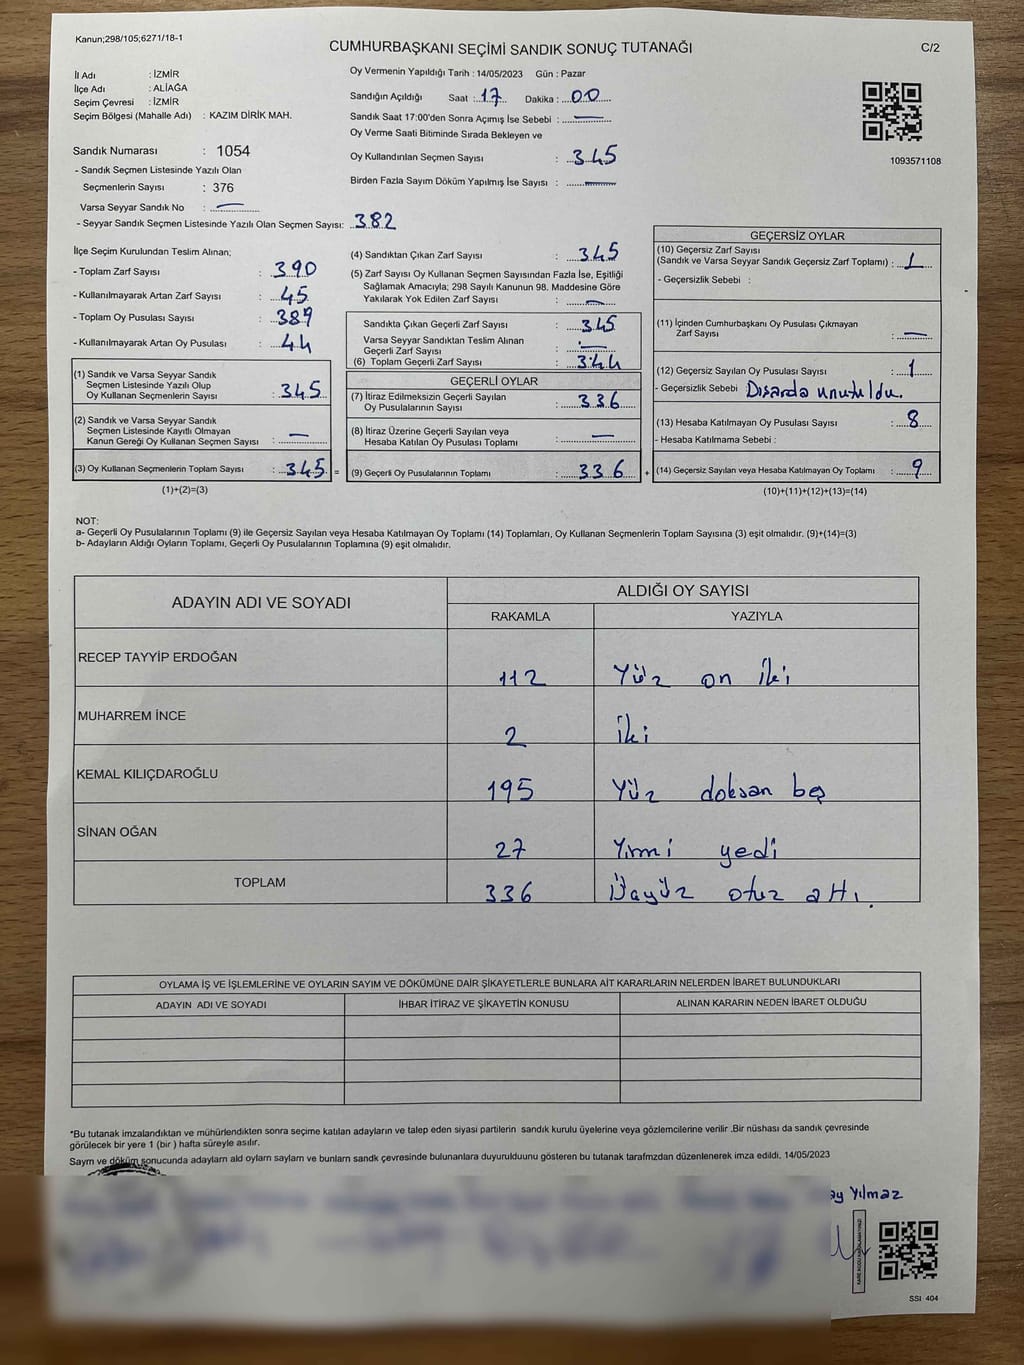 Kanun;298/105;6271/18-1
CUMHURBAŞKANI SEÇİMİ SANDIK SONUÇ TUTANAĞI
C/2
İl Adı : İZMİR
İlçe Adı : ALİAĞA
Seçim Çevresi : İZMİR
Seçim Bölgesi (Mahalle Adı) : KAZIM DİRİK MAH.
Sandık Numarası : 1054
- Sandık Seçmen Listesinde Yazılı Olan
Seçmenlerin Sayısı : 376
Varsa Seyyar Sandık No : —
- Seyyar Sandık Seçmen Listesinde Yazılı Olan Seçmen Sayısı: 382
Oy Vermenin Yapıldığı Tarih : 14/05/2023 Gün : Pazar
Sandığın Açıldığı Saat : 17 Dakika : 00
Sandık Saat 17:00'den Sonra Açımış İse Sebebi : —
Oy Verme Saati Bitiminde Sırada Bekleyen ve
Oy Kullandırılan Seçmen Sayısı : 345
Birden Fazla Sayım Döküm Yapılmış İse Sayısı : —
1093571108
İlçe Seçim Kurulundan Teslim Alınan;
- Toplam Zarf Sayısı : 390
- Kullanılmayarak Artan Zarf Sayısı : 45
- Toplam Oy Pusulası Sayısı : 389
- Kullanılmayarak Artan Oy Pusulası : 44
(1) Sandık ve Varsa Seyyar Sandık
Seçmen Listesinde Yazılı Olup
Oy Kullanan Seçmenlerin Sayısı : 345
(2) Sandık ve Varsa Seyyar Sandık
Seçmen Listesinde Kayıtlı Olmayan
Kanun Gereği Oy Kullanan Seçmen Sayısı : —
(3) Oy Kullanan Seçmenlerin Toplam Sayısı : 345 =
(1)+(2)=(3)
(4) Sandıktan Çıkan Zarf Sayısı : 345
(5) Zarf Sayısı Oy Kullanan Seçmen Sayısından Fazla İse, Eşitliği
Sağlamak Amacıyla; 298 Sayılı Kanunun 98. Maddesine Göre
Yakılarak Yok Edilen Zarf Sayısı : —
Sandıkta Çıkan Geçerli Zarf Sayısı : 345
Varsa Seyyar Sandıktan Teslim Alınan
Geçerli Zarf Sayısı : —
(6) Toplam Geçerli Zarf Sayısı : 344
GEÇERLİ OYLAR
(7) İtiraz Edilmeksizin Geçerli Sayılan
Oy Pusulalarının Sayısı : 336
(8) İtiraz Üzerine Geçerli Sayılan veya
Hesaba Katılan Oy Pusulası Toplamı : —
(9) Geçerli Oy Pusulalarının Toplamı : 336 +
GEÇERSİZ OYLAR
(10) Geçersiz Zarf Sayısı
(Sandık ve Varsa Seyyar Sandık Geçersiz Zarf Toplamı) : 1
- Geçersizlik Sebebi :
(11) İçinden Cumhurbaşkanı Oy Pusulası Çıkmayan
Zarf Sayısı : —
(12) Geçersiz Sayılan Oy Pusulası Sayısı : 1
- Geçersizlik Sebebi Dışarda unutuldu.
(13) Hesaba Katılmayan Oy Pusulası Sayısı : 8
- Hesaba Katılmama Sebebi :
(14) Geçersiz Sayılan veya Hesaba Katılmayan Oy Toplamı : 9
(10)+(11)+(12)+(13)=(14)
NOT:
a- Geçerli Oy Pusulalarının Toplamı (9) ile Geçersiz Sayılan veya Hesaba Katılmayan Oy Toplamı (14) Toplamları, Oy Kullanan Seçmenlerin Toplam Sayısına (3) eşit olmalıdır. (9)+(14)=(3)
b- Adayların Aldığı Oyların Toplamı, Geçerli Oy Pusulalarının Toplamına (9) eşit olmalıdır.
ADAYIN ADI VE SOYADI ALDIĞI OY SAYISI
RAKAMLA YAZIYLA
RECEP TAYYİP ERDOĞAN 112 Yüz on iki
MUHARREM İNCE 2 iki
KEMAL KILIÇDAROĞLU 195 Yüz doksan beş
SİNAN OĞAN 27 Yirmi yedi
TOPLAM 336 Üçyüz otuz altı.
OYLAMA İŞ VE İŞLEMLERİNE VE OYLARIN SAYIM VE DÖKÜMÜNE DAİR ŞİKAYETLERLE BUNLARA AİT KARARLARIN NELERDEN İBARET BULUNDUKLARI
ADAYIN ADI VE SOYADI İHBAR İTİRAZ VE ŞİKAYETİN KONUSU ALINAN KARARIN NEDEN İBARET OLDUĞU
*Bu tutanak imzalandıktan ve mühürlendikten sonra seçime katılan adayların ve talep eden siyasi partilerin sandık kurulu üyelerine veya gözlemcilerine verilir .Bir nüshası da sandık çevresinde
görülecek bir yere 1 (bir ) hafta süreyle asılır.
Sayım ve döküm sonucunda adayların ald oyların sayların ve bunların sandk çevresinde bulunanlara duyurulduunu gösteren bu tutanak tarafmzdan düzenlenerek imza edildi. 14/05/2023
ay Yılmaz
SSI 404